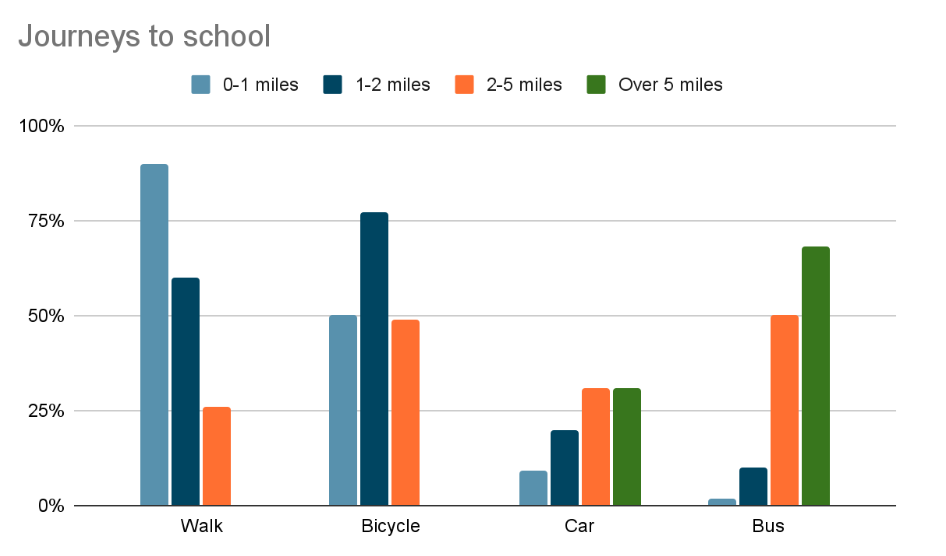 Journeys to school
0-1 miles 1-2 miles 2-5 miles Over 5 miles
100%
75%
50%
25%
0%
Walk Bicycle Car Bus